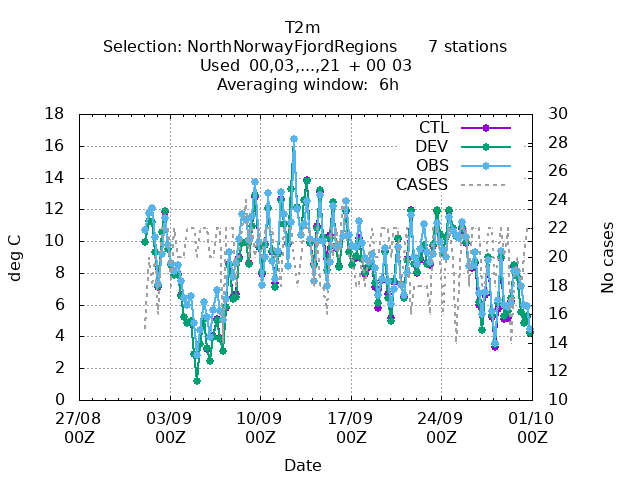 T2m
Selection: NorthNorwayFjordRegions 7 stations
Used 00,03,...,21 + 00 03
Averaging window: 6h
18
16
14
12
10
8
6
4
2
0
deg C
30
28
26
24
22
20
18
16
14
12
10
No cases
CTL
DEV
OBS
CASES
27/08 03/09 10/09 17/09 24/09 01/10
00Z 00Z 00Z 00Z 00Z 00Z
Date